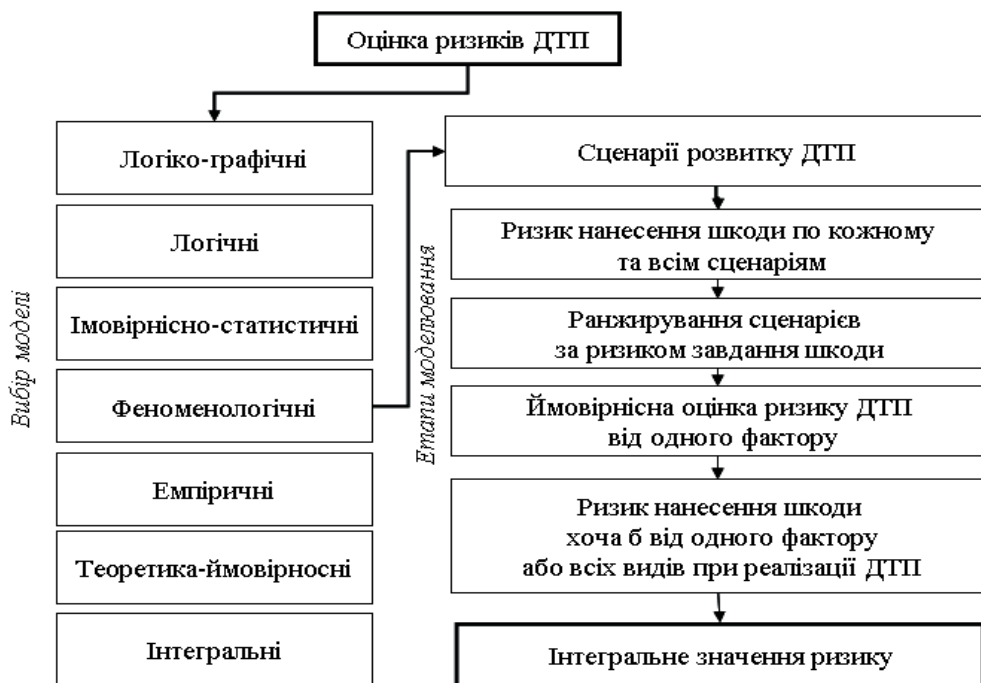 Оцінка ризиків ДТП
Вибір моделі
Логіко-графічні
Логічні
Імовірнісно-статистичні
Феноменологічні
Емпіричні
Теоретика-ймовірносні
Інтегральні
Етапи моделювання
Сценарії розвитку ДТП
Ризик нанесення шкоди по кожному
та всім сценаріям
Ранжирування сценарієв
за ризиком завдання шкоди
Ймовірнісна оцінка ризику ДТП
від одного фактору
Ризик нанесення шкоди
хоча б від одного фактору
або всіх видів при реалізації ДТП
Інтегральне значення ризику